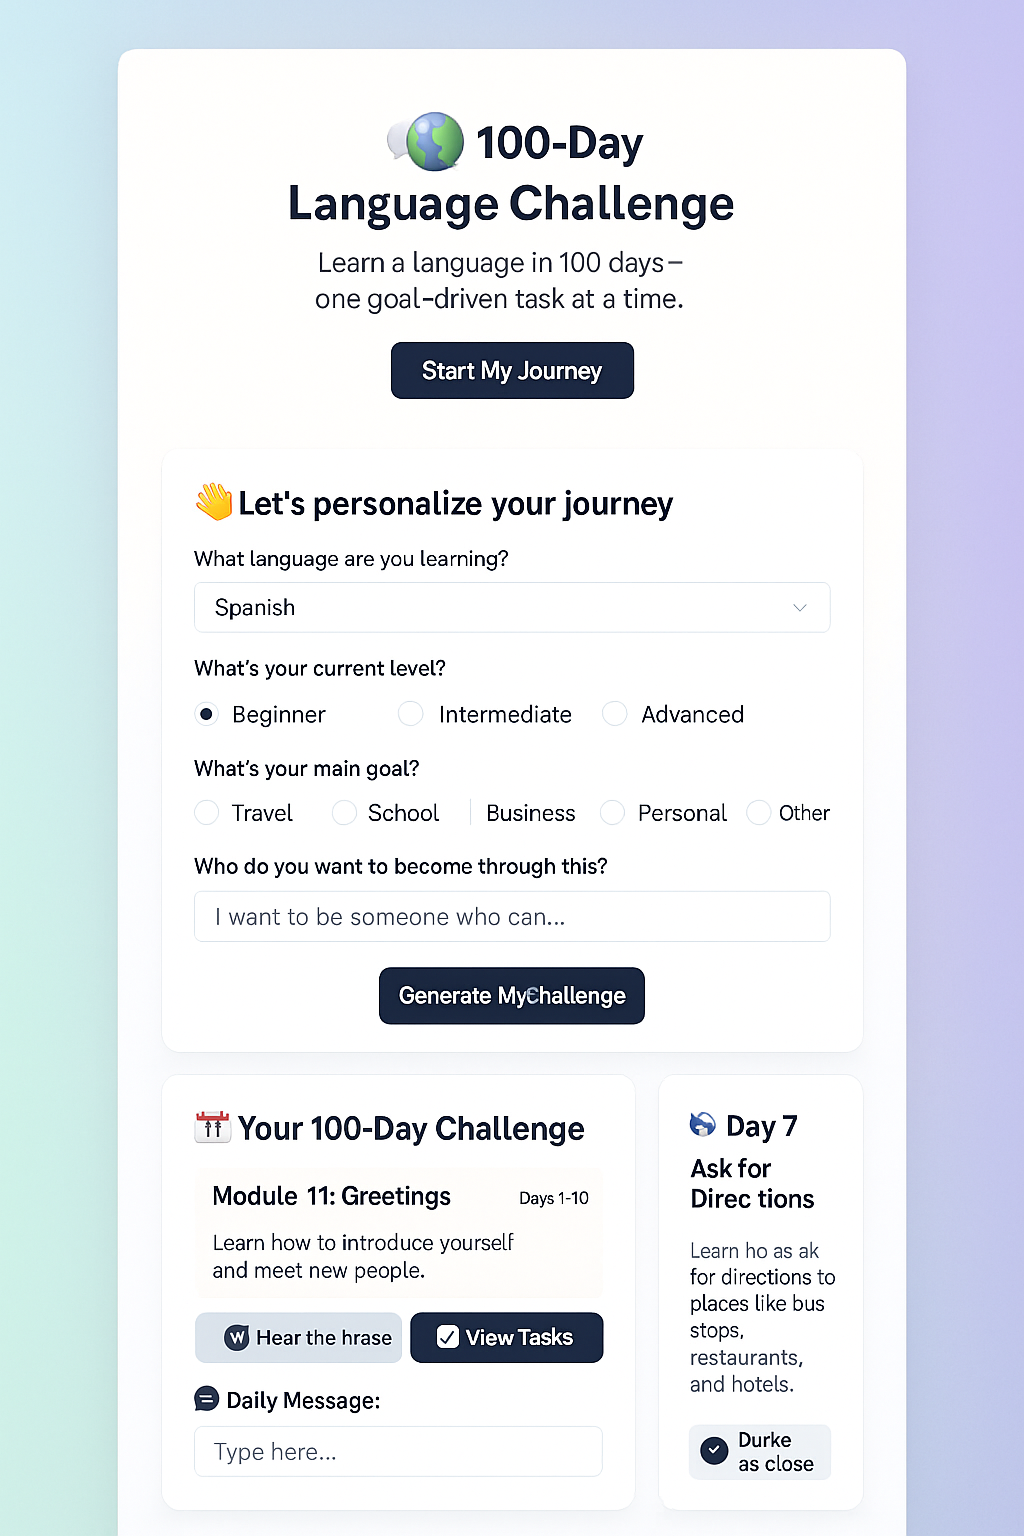 100-Day
Language Challenge
Learn a language in 100 days–
one goal-driven task at a time.
Start My Journey
Let's personalize your journey
What language are you learning?
Spanish
What's your current level?
Beginner Intermediate Advanced
What's your main goal?
Travel School Business Personal Other
Who do you want to become through this?
I want to be someone who can...
Generate MyChallenge
Your 100-Day Challenge
Module 11: Greetings Days 1-10
Learn how to introduce yourself
and meet new people.
W Hear the hrase
View Tasks
Daily Message:
Type here...
Day 7
Ask for
Direc tions
Learn ho as ak
for directions to
places like bus
stops,
restaurants,
and hotels.
Durke
as close